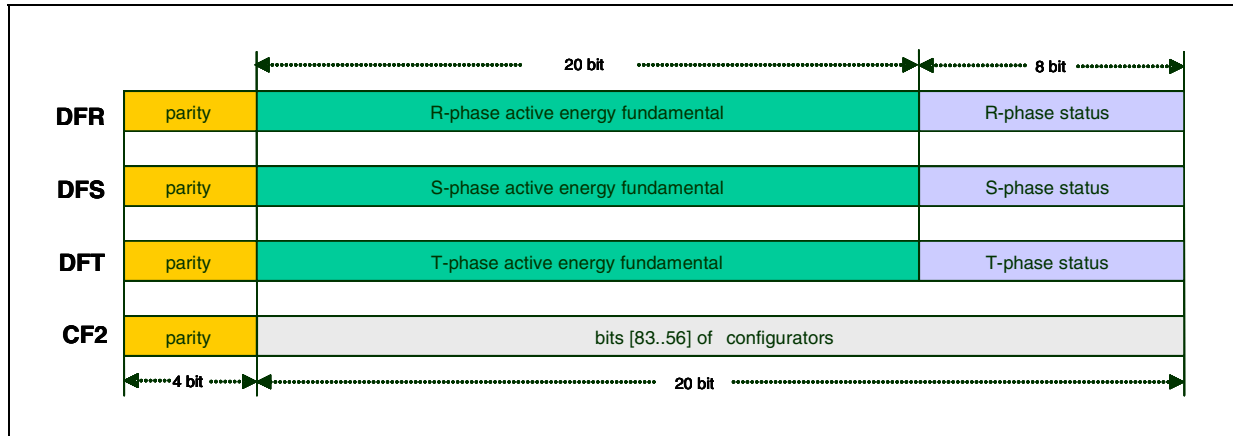 20 bit 8 bit
DFR parity R-phase active energy fundamental R-phase status
DFS parity S-phase active energy fundamental S-phase status
DFT parity T-phase active energy fundamental T-phase status
CF2 parity bits [83..56] of configurators
4 bit 20 bit